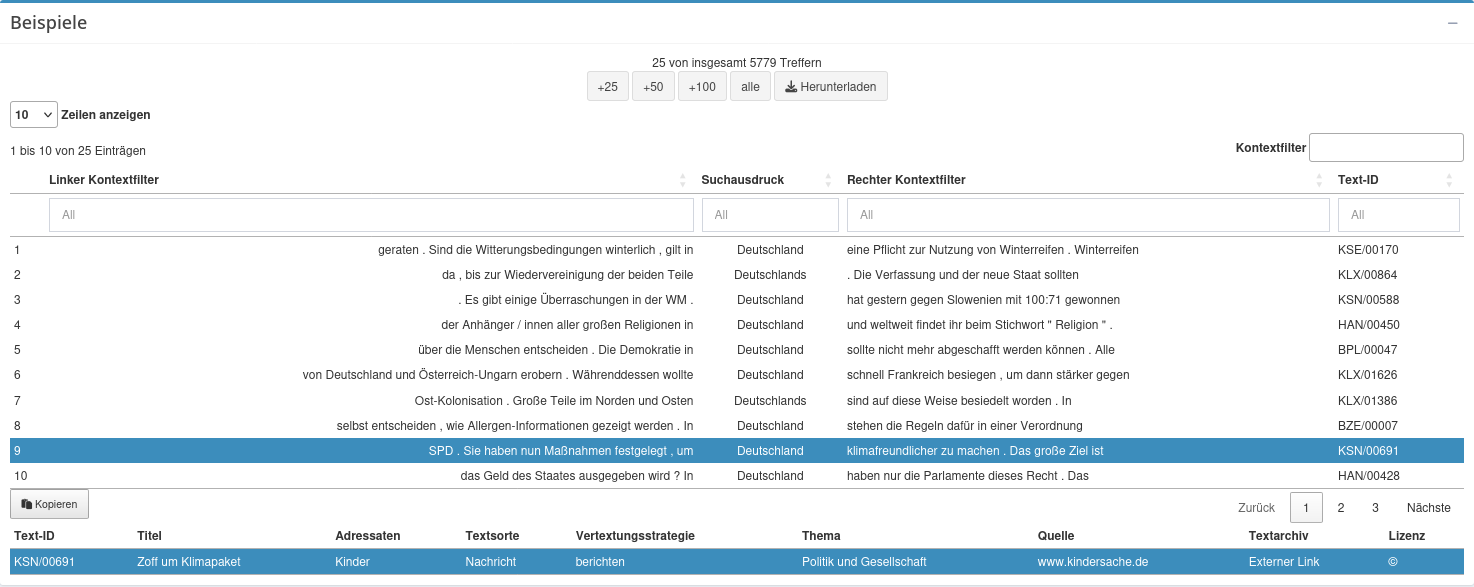 Beispiele
25 von insgesamt 5779 Treffern
+25 +50 +100 alle Herunterladen
10 Zeilen anzeigen
1 bis 10 von 25 Einträgen Kontextfilter
Linker Kontextfilter Suchausdruck Rechter Kontextfilter Text-ID
All All All All
1 geraten . Sind die Witterungsbedingungen winterlich , gilt in Deutschland eine Pflicht zur Nutzung von Winterreifen . Winterreifen KSE/00170
2 da , bis zur Wiedervereinigung der beiden Teile Deutschlands . Die Verfassung und der neue Staat sollten KLX/00864
3 . Es gibt einige Überraschungen in der WM . Deutschland hat gestern gegen Slowenien mit 100:71 gewonnen KSN/00588
4 der Anhänger / innen aller großen Religionen in Deutschland und weltweit findet ihr beim Stichwort " Religion " . HAN/00450
5 über die Menschen entscheiden . Die Demokratie in Deutschland sollte nicht mehr abgeschafft werden können . Alle BPL/00047
6 von Deutschland und Österreich-Ungarn erobern . Währenddessen wollte Deutschland schnell Frankreich besiegen , um dann stärker gegen KLX/01626
7 Ost-Kolonisation . Große Teile im Norden und Osten Deutschlands sind auf diese Weise besiedelt worden . In KLX/01386
8 selbst entscheiden , wie Allergen-Informationen gezeigt werden . In Deutschland stehen die Regeln dafür in einer Verordnung BZE/00007
9 SPD . Sie haben nun Maßnahmen festgelegt , um Deutschland klimafreundlicher zu machen . Das große Ziel ist KSN/00691
10 das Geld des Staates ausgegeben wird ? In Deutschland haben nur die Parlamente dieses Recht . Das HAN/00428
Kopieren Zurück 1 2 3 Nächste
Text-ID Titel Adressaten Textsorte Vertextungsstrategie Thema Quelle Textarchiv Lizenz
KSN/00691 Zoff um Klimapaket Kinder Nachricht berichten Politik und Gesellschaft www.kindersache.de Externer Link ©